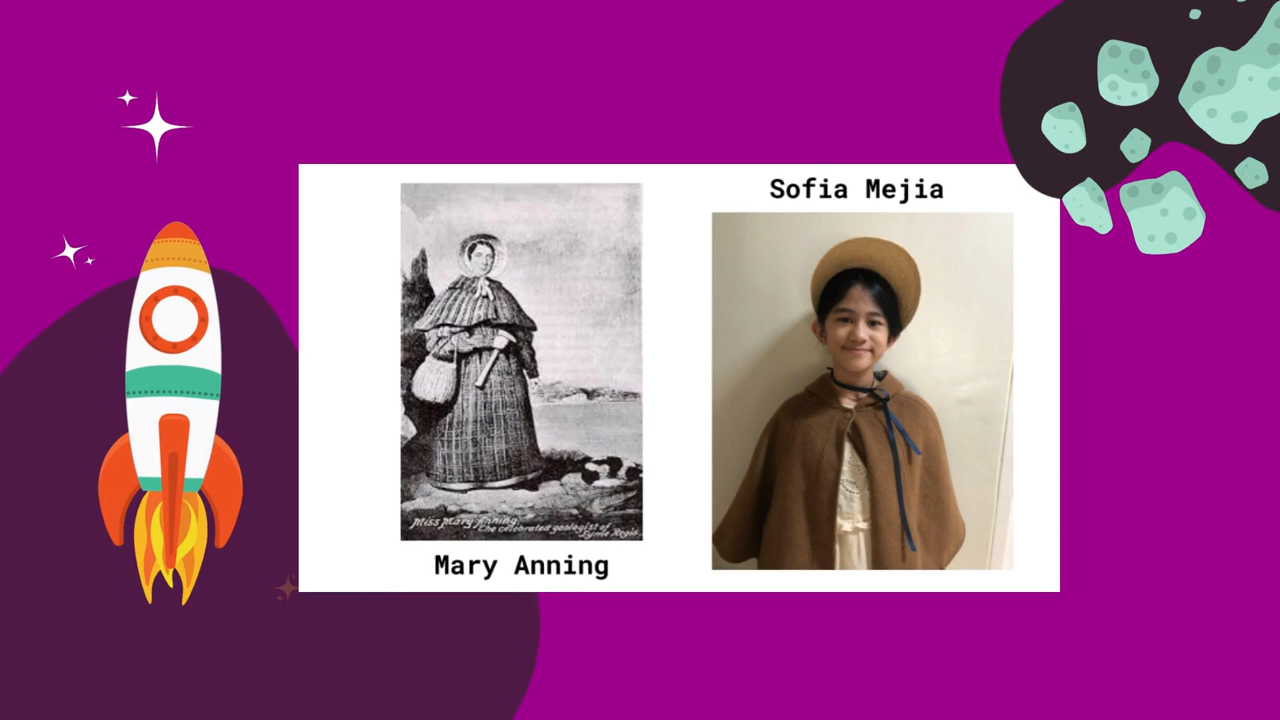 Sofia Mejia
Miss Mary Anning
the celebrated geologist of
Lyme Regis
Mary Anning